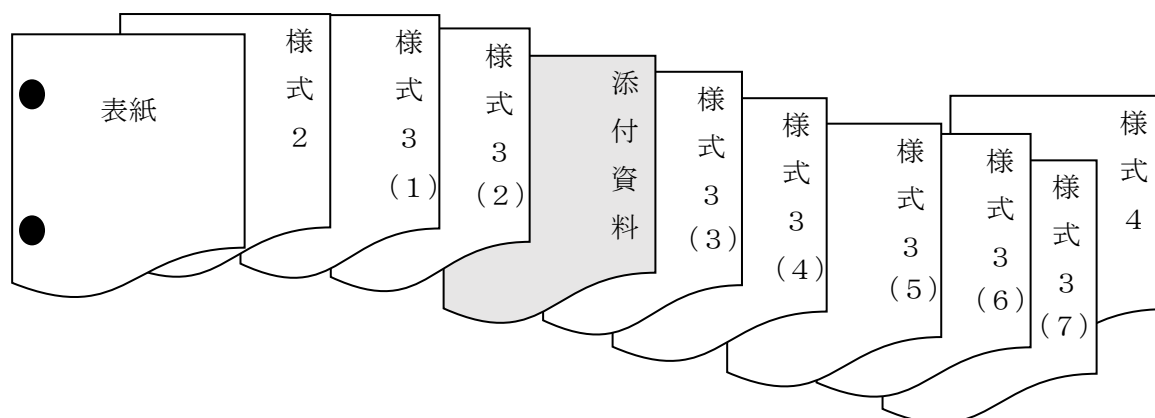 表紙
様式２
様式３（１）
様式３（２）
添付資料
様式３（３）
様式３（４）
様式３（５）
様式３（６）
様式３（７）
様式４